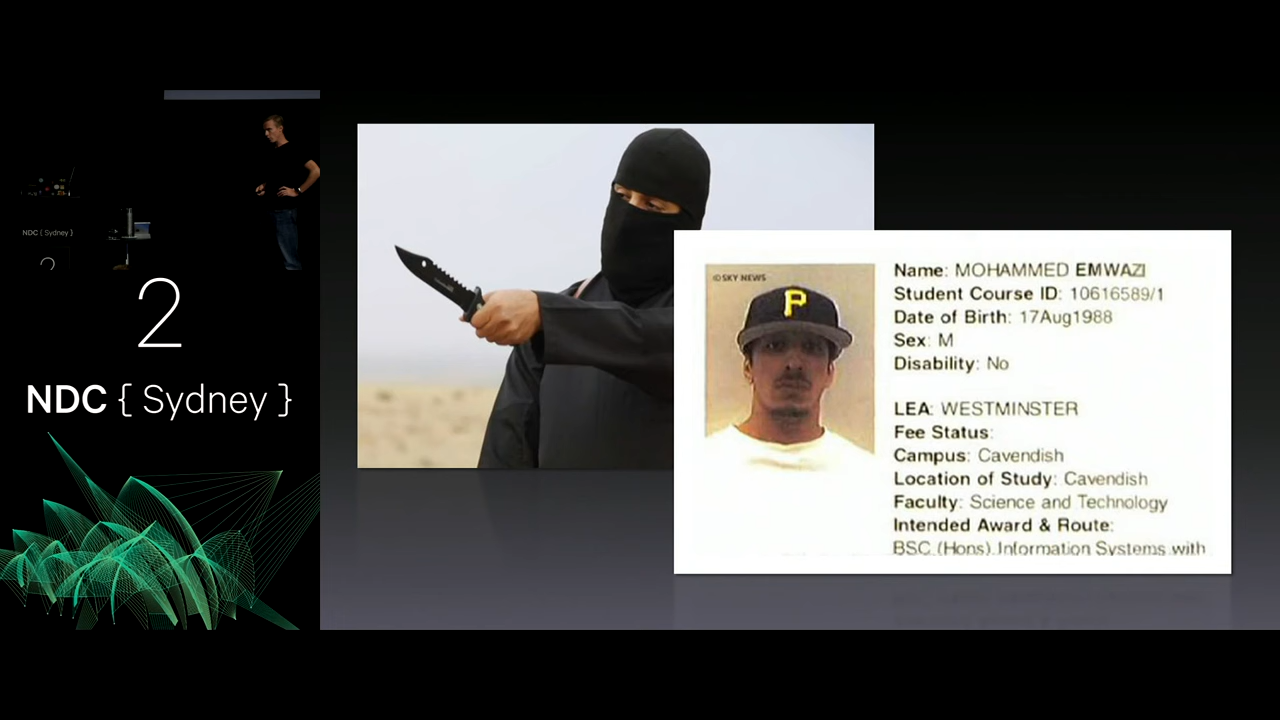 NDC { Sydney }
2
NDC { Sydney }
© SKY NEWS
P
Name: MOHAMMED EMWAZI
Student Course ID: 10616589/1
Date of Birth: 17Aug1988
Sex: M
Disability: No
LEA: WESTMINSTER
Fee Status:
Campus: Cavendish
Location of Study: Cavendish
Faculty: Science and Technology
Intended Award & Route:
BSC (Hons) Information Systems with